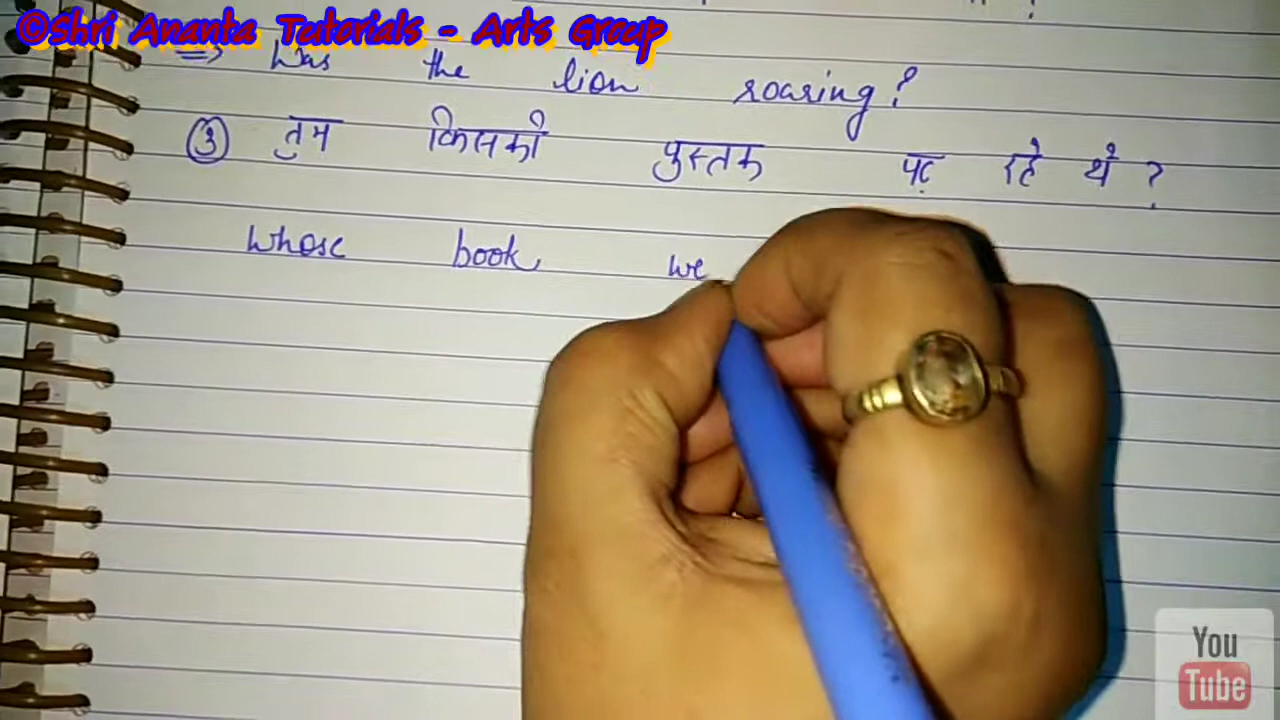 ©Shri Ananta Tutorials - Arts Group
⇒ Was the lion roaring?
③ तुम किसकी पुस्तक पढ़ रहे थे ?
Whose book we
You
Tube